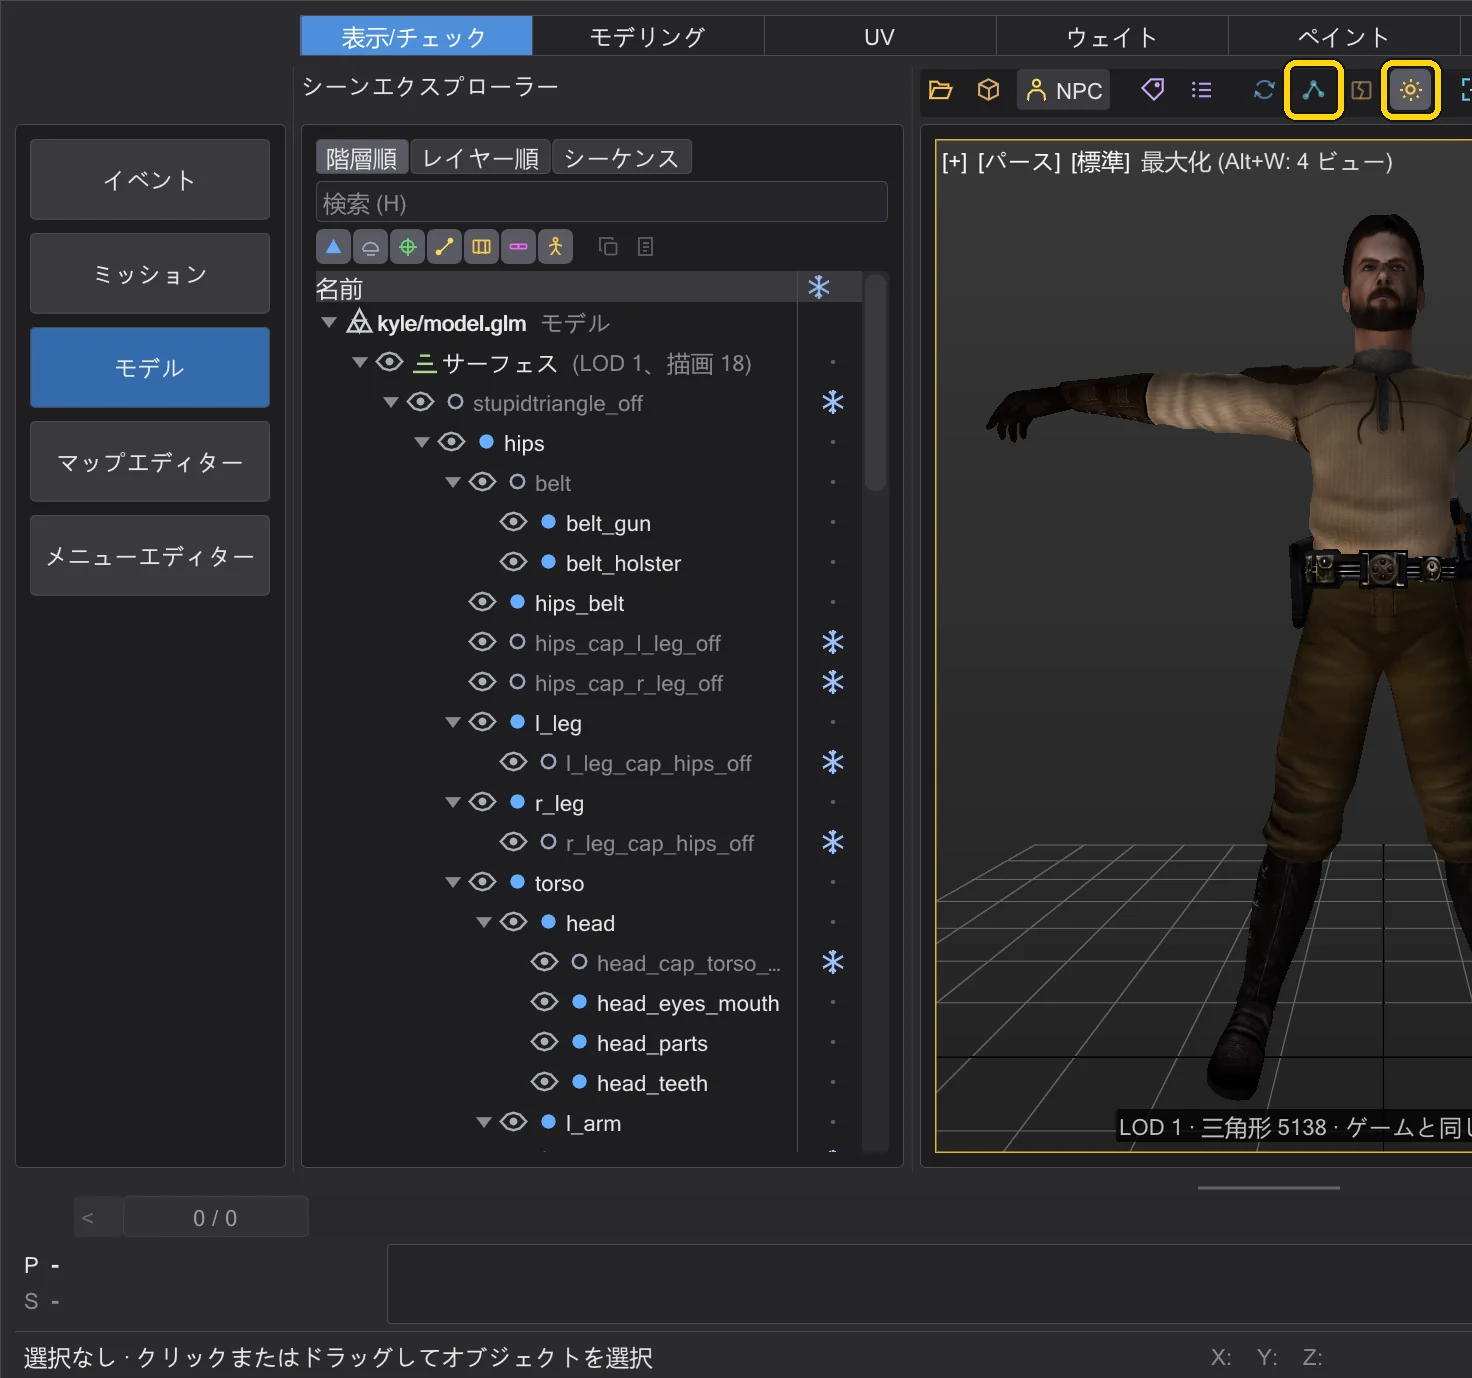 表示/チェック
モデリング
UV
ウェイト
ペイント
シーンエクスプローラー
NPC
イベント
ミッション
モデル
マップエディター
メニューエディター
階層順
レイヤー順
シーケンス
検索 (H)
名前
kyle/model.glm モデル
サーフェス (LOD 1、描画 18)
stupidtriangle_off
hips
belt
belt_gun
belt_holster
hips_belt
hips_cap_l_leg_off
hips_cap_r_leg_off
l_leg
l_leg_cap_hips_off
r_leg
r_leg_cap_hips_off
torso
head
head_cap_torso_...
head_eyes_mouth
head_parts
head_teeth
l_arm
[+] [パース] [標準] 最大化 (Alt+W: 4 ビュー)
LOD 1 · 三角形 5138 · ゲームと同じ
< 0 / 0
P -
S -
選択なし · クリックまたはドラッグしてオブジェクトを選択
X: Y: Z: